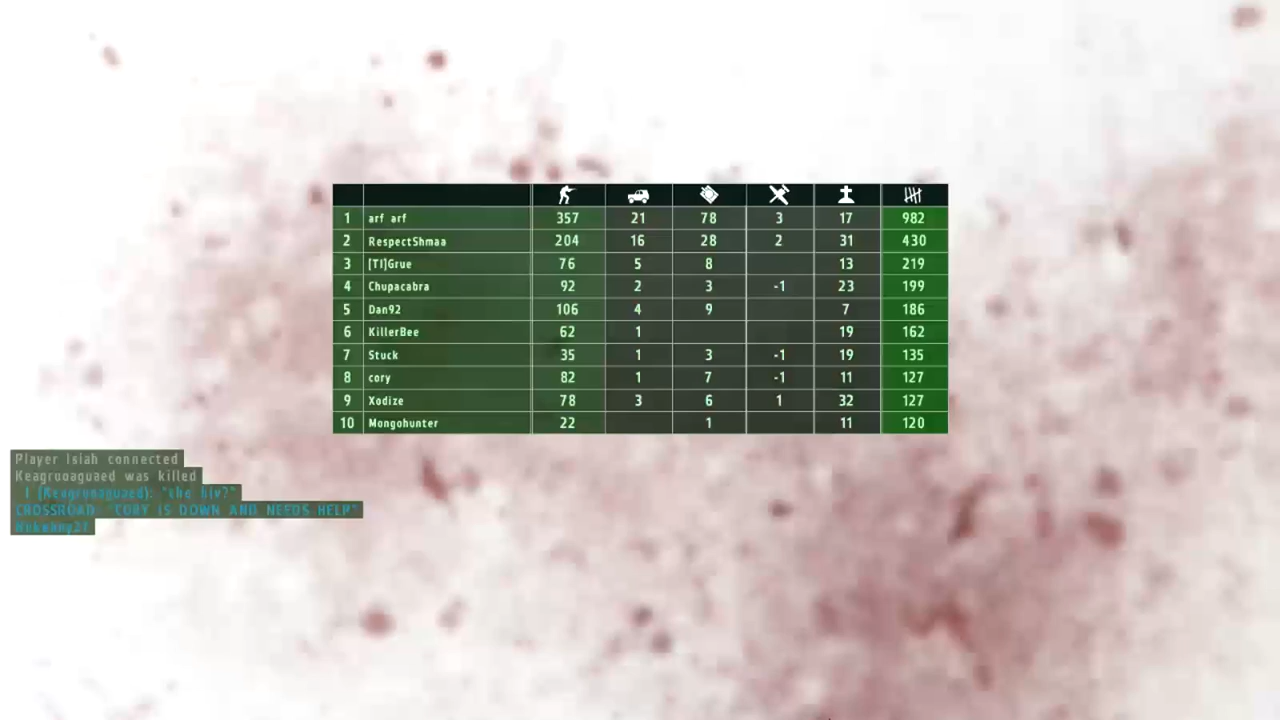 1 arf arf 357 21 78 3 17 982
2 RespectShmaa 204 16 28 2 31 430
3 [TI]Grue 76 5 8 13 219
4 Chupacabra 92 2 3 -1 23 199
5 Dan92 106 4 9 7 186
6 KillerBee 62 1 19 162
7 Stuck 35 1 3 -1 19 135
8 cory 82 1 7 -1 11 127
9 Xodize 78 3 6 1 32 127
10 Mongohunter 22 1 11 120
Player Isiah connected
Keagruoaguaed was killed
(Keagruoaguaed):
CROSSROAD: "CORY IS DOWN AND NEEDS HELP"